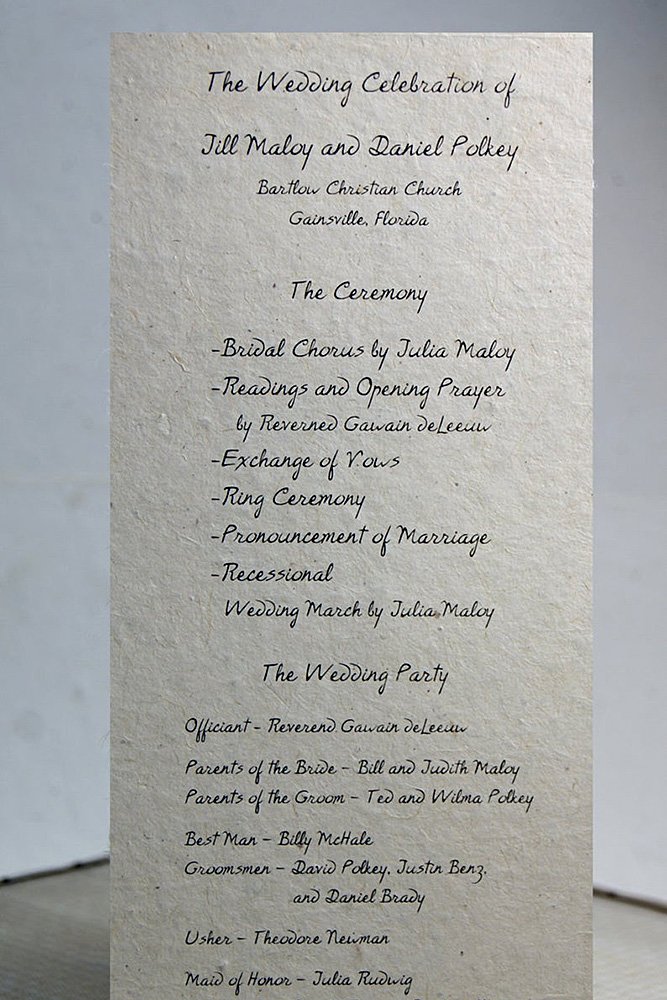 The Wedding Celebration of
Jill Maloy and Daniel Polkey
Bartlow Christian Church
Gainsville, Florida
The Ceremony
-Bridal Chorus by Julia Maloy
-Readings and Opening Prayer
by Reverned Gawain deLeeuw
-Exchange of Vows
-Ring Ceremony
-Pronouncement of Marriage
-Recessional
Wedding March by Julia Maloy
The Wedding Party
Officiant - Reverend Gawain deLeeuw
Parents of the Bride - Bill and Judith Maloy
Parents of the Groom - Ted and Wilma Polkey
Best Man - Billy McHale
Groomsmen - David Polkey, Justin Benz,
and Daniel Brady
Usher - Theodore Neuman
Maid of Honor - Julia Rudwig